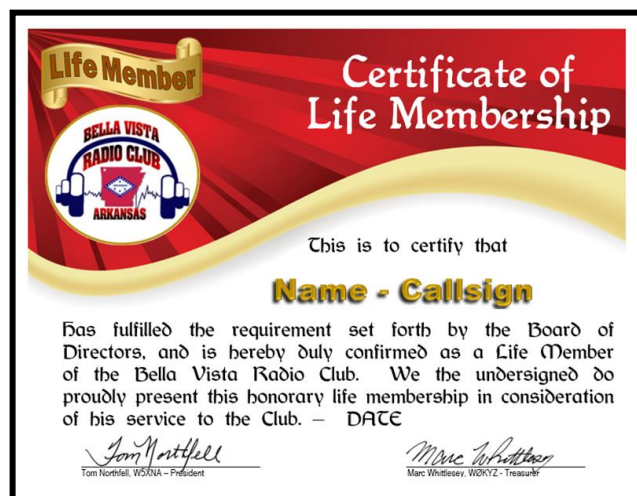 Life Member
Certificate of
Life Membership
BELLA VISTA
RADIO CLUB
ARKANSAS
This is to certify that
Name - Callsign
Has fulfilled the requirement set forth by the Board of
Directors, and is hereby duly confirmed as a Life Member
of the Bella Vista Radio Club. We the undersigned do
proudly present this honorary life membership in consideration
of his service to the Club. – DATE
Tom Northfell
Marc Whittlesey
Tom Northfell, W5XNA – President
Marc Whittlesey, WØKYZ - Treasurer